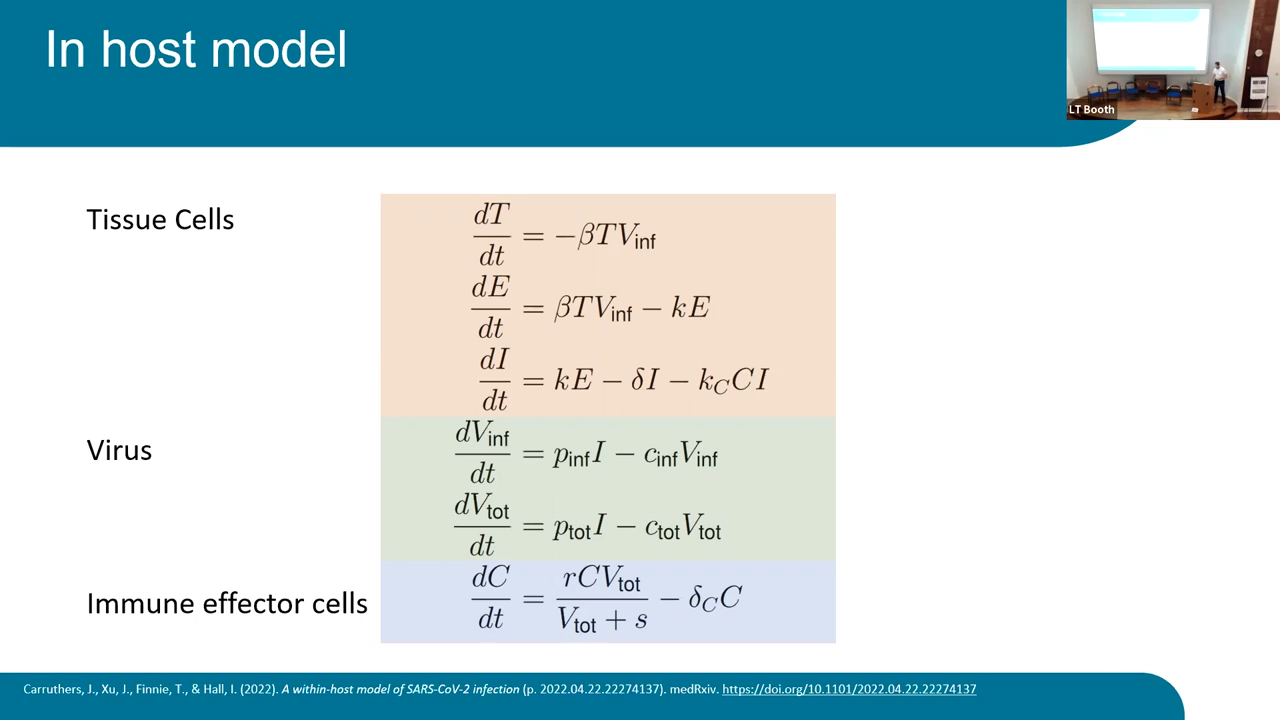 In host model
LT Booth
Tissue Cells
dT/dt = −βTV_inf
dE/dt = βTV_inf − kE
dI/dt = kE − δI − k_C CI
Virus
dV_inf/dt = p_inf I − c_inf V_inf
dV_tot/dt = p_tot I − c_tot V_tot
Immune effector cells
dC/dt = rCV_tot/(V_tot + s) − δ_C C
Carruthers, J., Xu, J., Finnie, T., & Hall, I. (2022). A within-host model of SARS-CoV-2 infection (p. 2022.04.22.22274137). medRxiv. https://doi.org/10.1101/2022.04.22.22274137